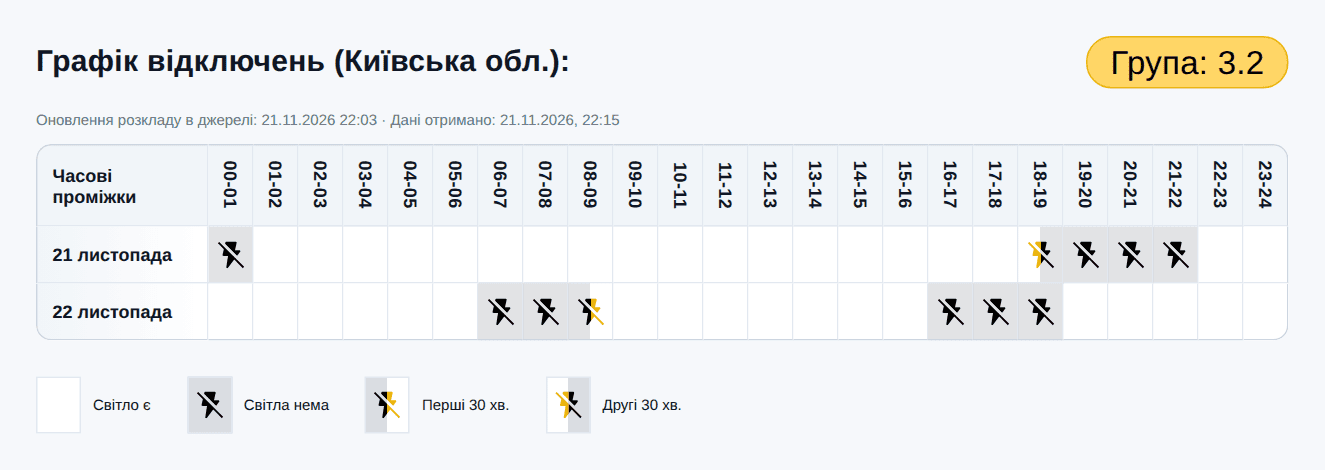 Графік відключень (Київська обл.):
Група: 3.2
Оновлення розкладу в джерелі: 21.11.2026 22:03 · Дані отримано: 21.11.2026, 22:15
Часові
проміжки
00-01
01-02
02-03
03-04
04-05
05-06
06-07
07-08
08-09
09-10
10-11
11-12
12-13
13-14
14-15
15-16
16-17
17-18
18-19
19-20
20-21
21-22
22-23
23-24
21 листопада
22 листопада
Світло є
Світла нема
Перші 30 хв.
Другі 30 хв.